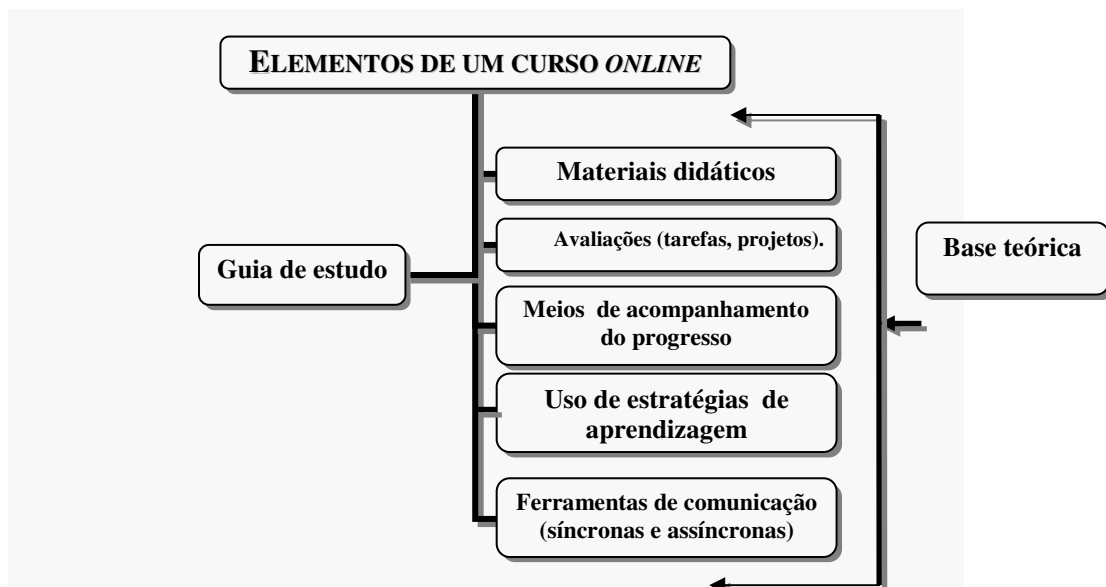 ELEMENTOS DE UM CURSO ONLINE
Materiais didáticos
Avaliações (tarefas, projetos).
Guia de estudo
Base teórica
Meios de acompanhamento
do progresso
Uso de estratégias de
aprendizagem
Ferramentas de comunicação
(síncronas e assíncronas)